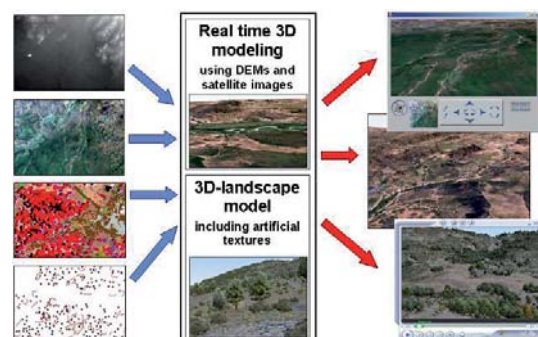 Real time 3D
modeling
using DEMs and
satellite images
3D-landscape
model
including artificial
textures